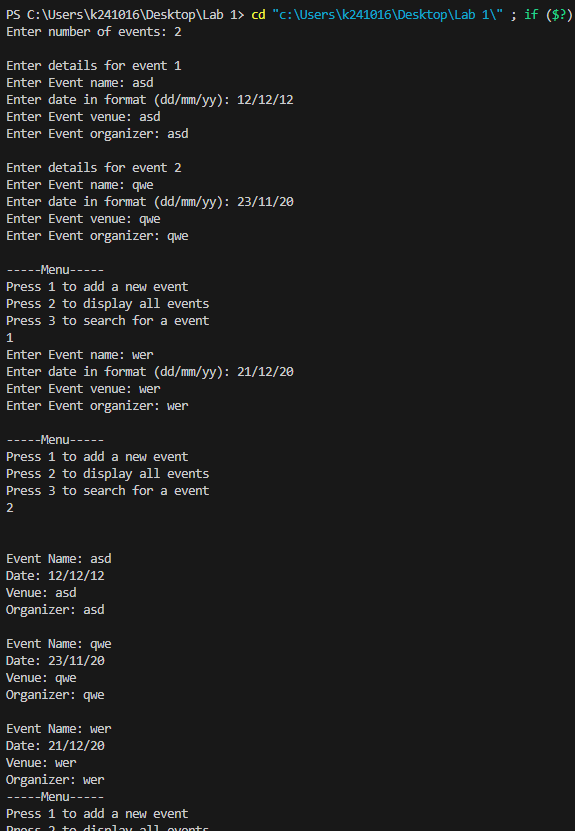 PS C:\Users\k241016\Desktop\Lab 1> cd "c:\Users\k241016\Desktop\Lab 1\" ; if ($?)
Enter number of events: 2
Enter details for event 1
Enter Event name: asd
Enter date in format (dd/mm/yy): 12/12/12
Enter Event venue: asd
Enter Event organizer: asd
Enter details for event 2
Enter Event name: qwe
Enter date in format (dd/mm/yy): 23/11/20
Enter Event venue: qwe
Enter Event organizer: qwe
-----Menu-----
Press 1 to add a new event
Press 2 to display all events
Press 3 to search for a event
1
Enter Event name: wer
Enter date in format (dd/mm/yy): 21/12/20
Enter Event venue: wer
Enter Event organizer: wer
-----Menu-----
Press 1 to add a new event
Press 2 to display all events
Press 3 to search for a event
2
Event Name: asd
Date: 12/12/12
Venue: asd
Organizer: asd
Event Name: qwe
Date: 23/11/20
Venue: qwe
Organizer: qwe
Event Name: wer
Date: 21/12/20
Venue: wer
Organizer: wer
-----Menu-----
Press 1 to add a new event
Press 2 to display all events